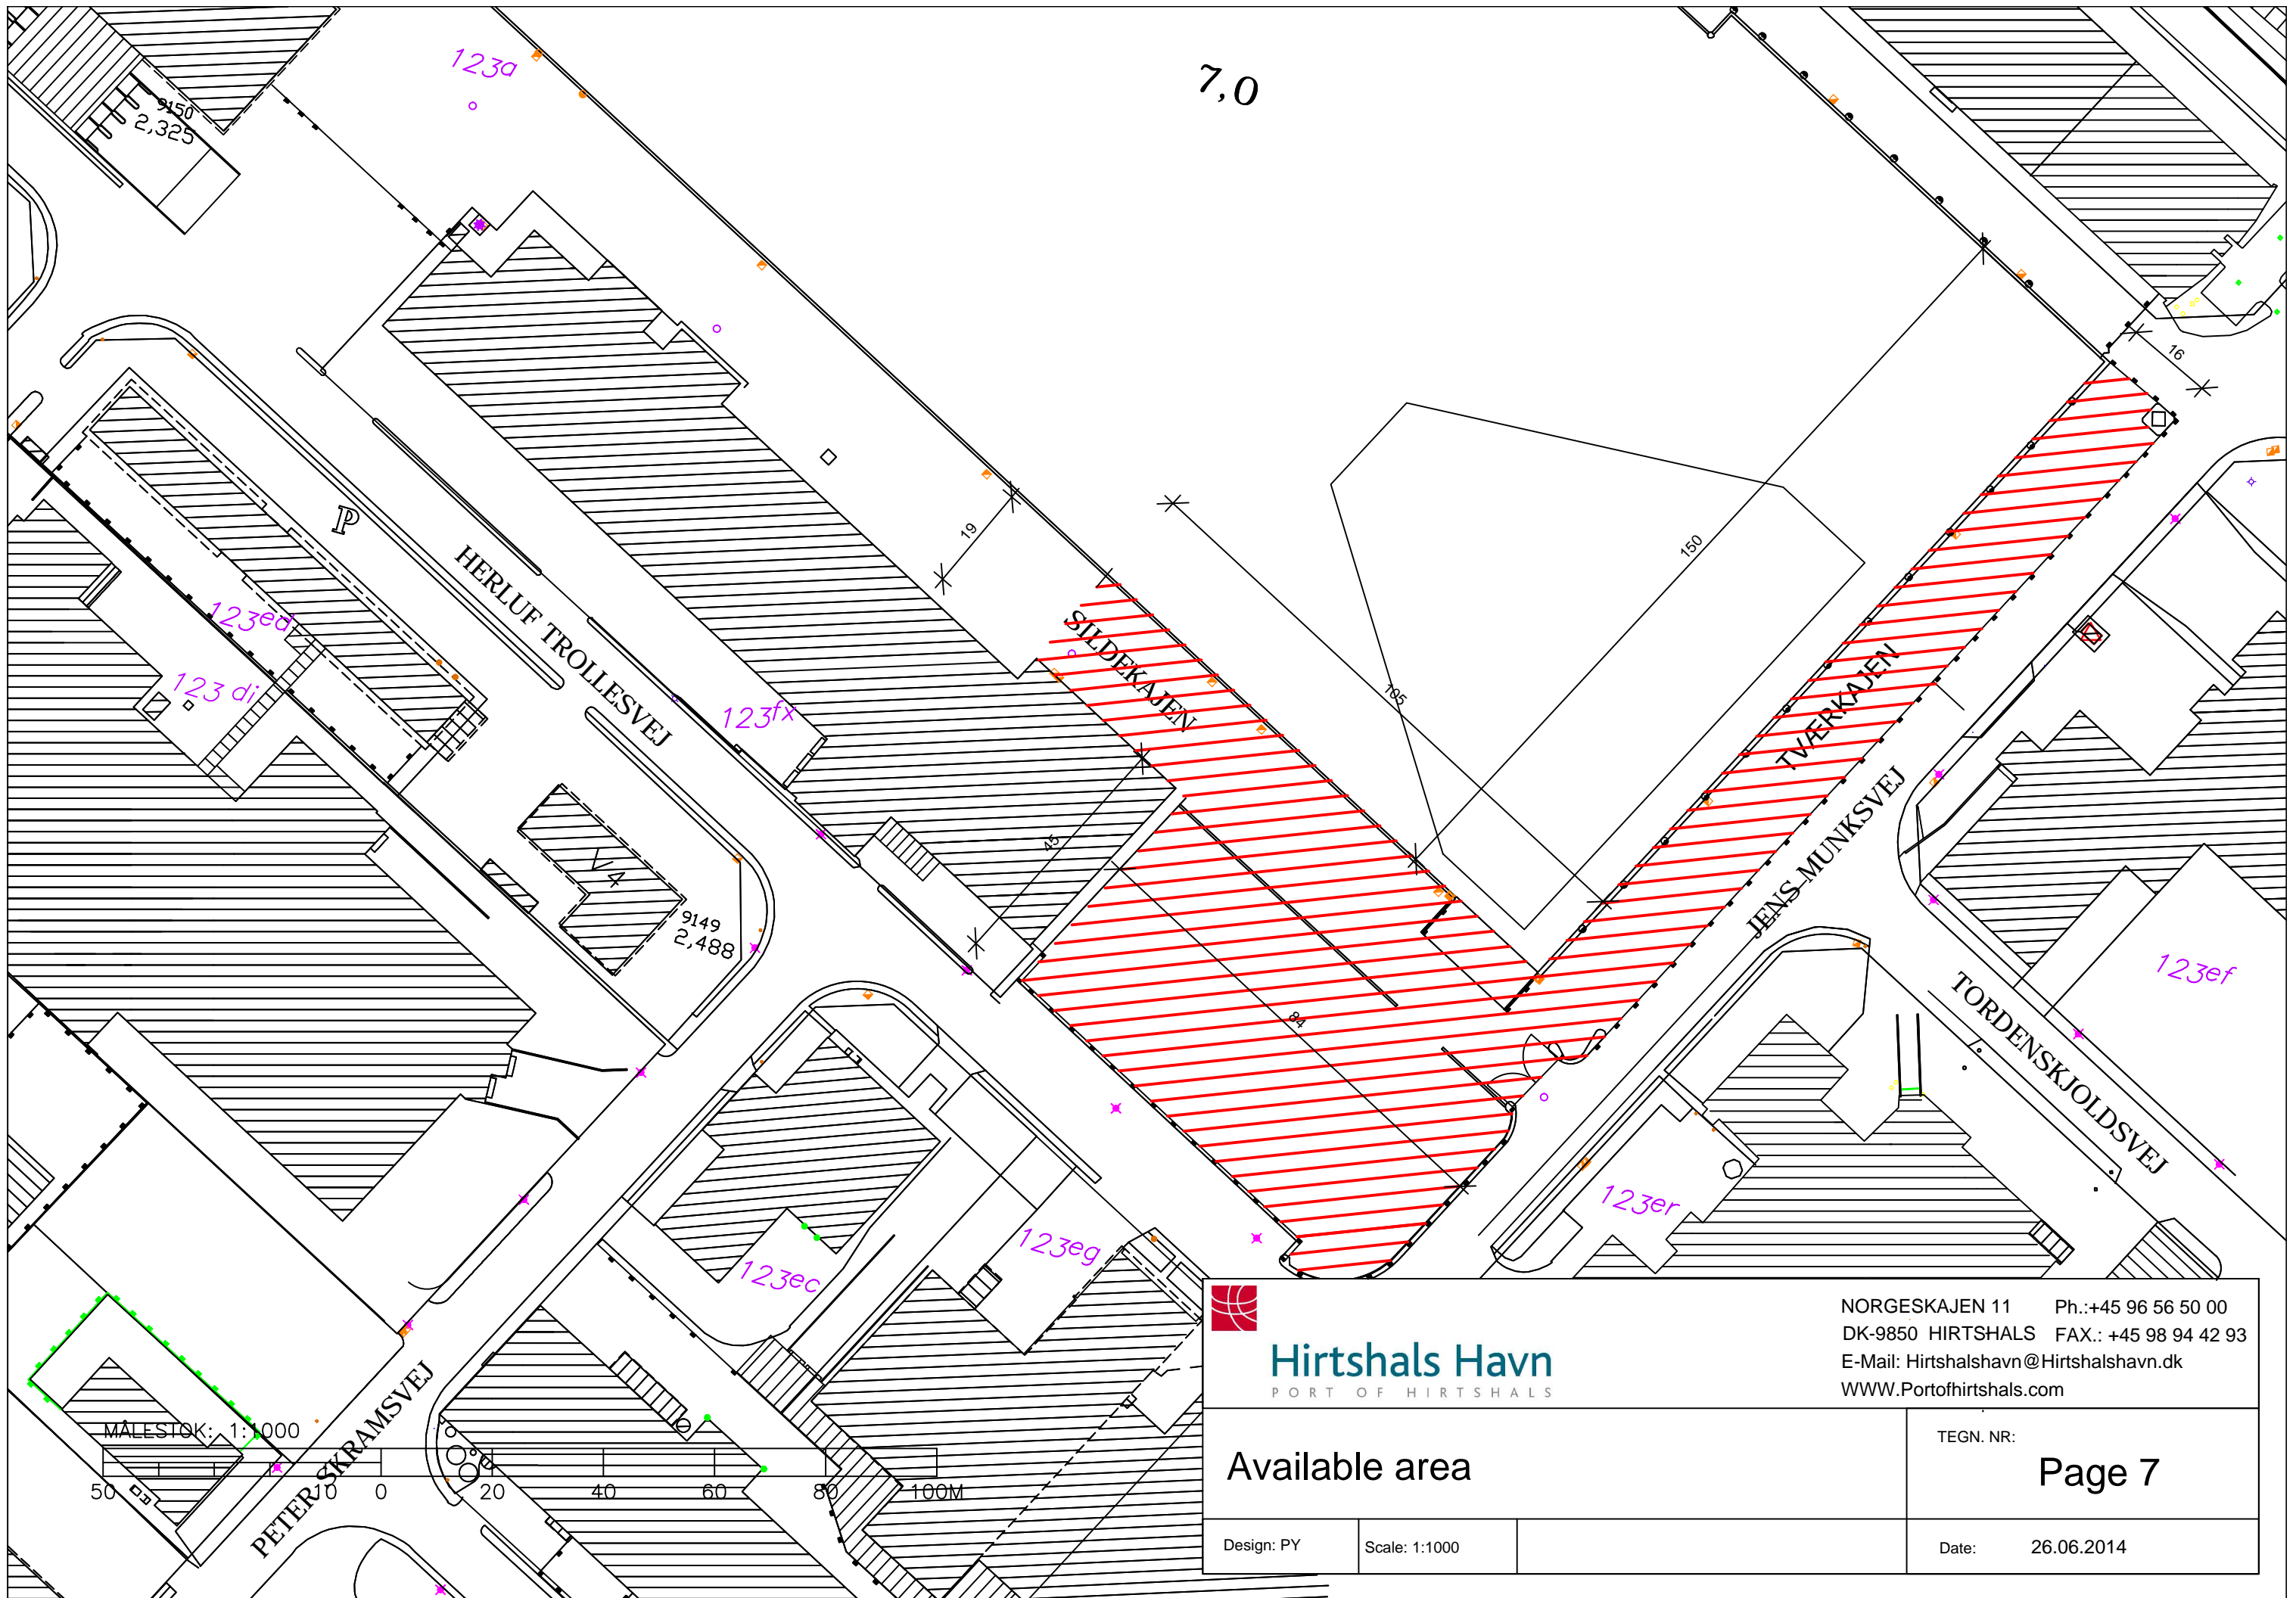 123a
7,0
9150
2,325
16
P
19
150
HERLUF TROLLESVEJ
SILDEKAJEN
123ed
123 di
123fx
105
TVÆRKAJEN
JENS MUNKSVEJ
45
V4
9149
2,488
84
123ef
TORDENSKJOLDSVEJ
123er
123eg
123ec
PETER SKRAMSVEJ
MÅLESTOK: 1:1000
50 10 0 20 40 60 80 100M
Hirtshals Havn
PORT OF HIRTSHALS
NORGESKAJEN 11 Ph.:+45 96 56 50 00
DK-9850 HIRTSHALS FAX.: +45 98 94 42 93
E-Mail: Hirtshalshavn@Hirtshalshavn.dk
WWW.Portofhirtshals.com
Available area
TEGN. NR:
Page 7
Design: PY
Scale: 1:1000
Date: 26.06.2014